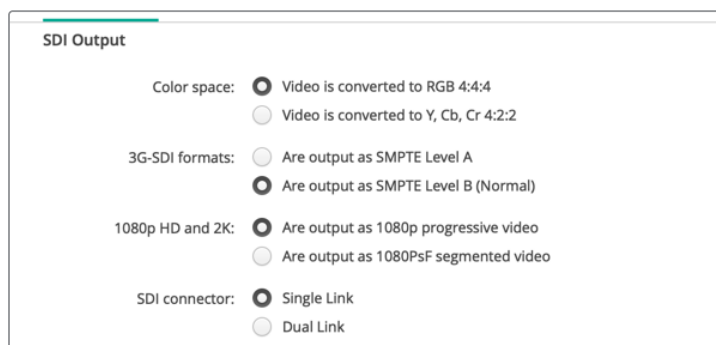 SDI Output
Color space: Video is converted to RGB 4:4:4
Video is converted to Y, Cb, Cr 4:2:2
3G-SDI formats: Are output as SMPTE Level A
Are output as SMPTE Level B (Normal)
1080p HD and 2K: Are output as 1080p progressive video
Are output as 1080PsF segmented video
SDI connector: Single Link
Dual Link